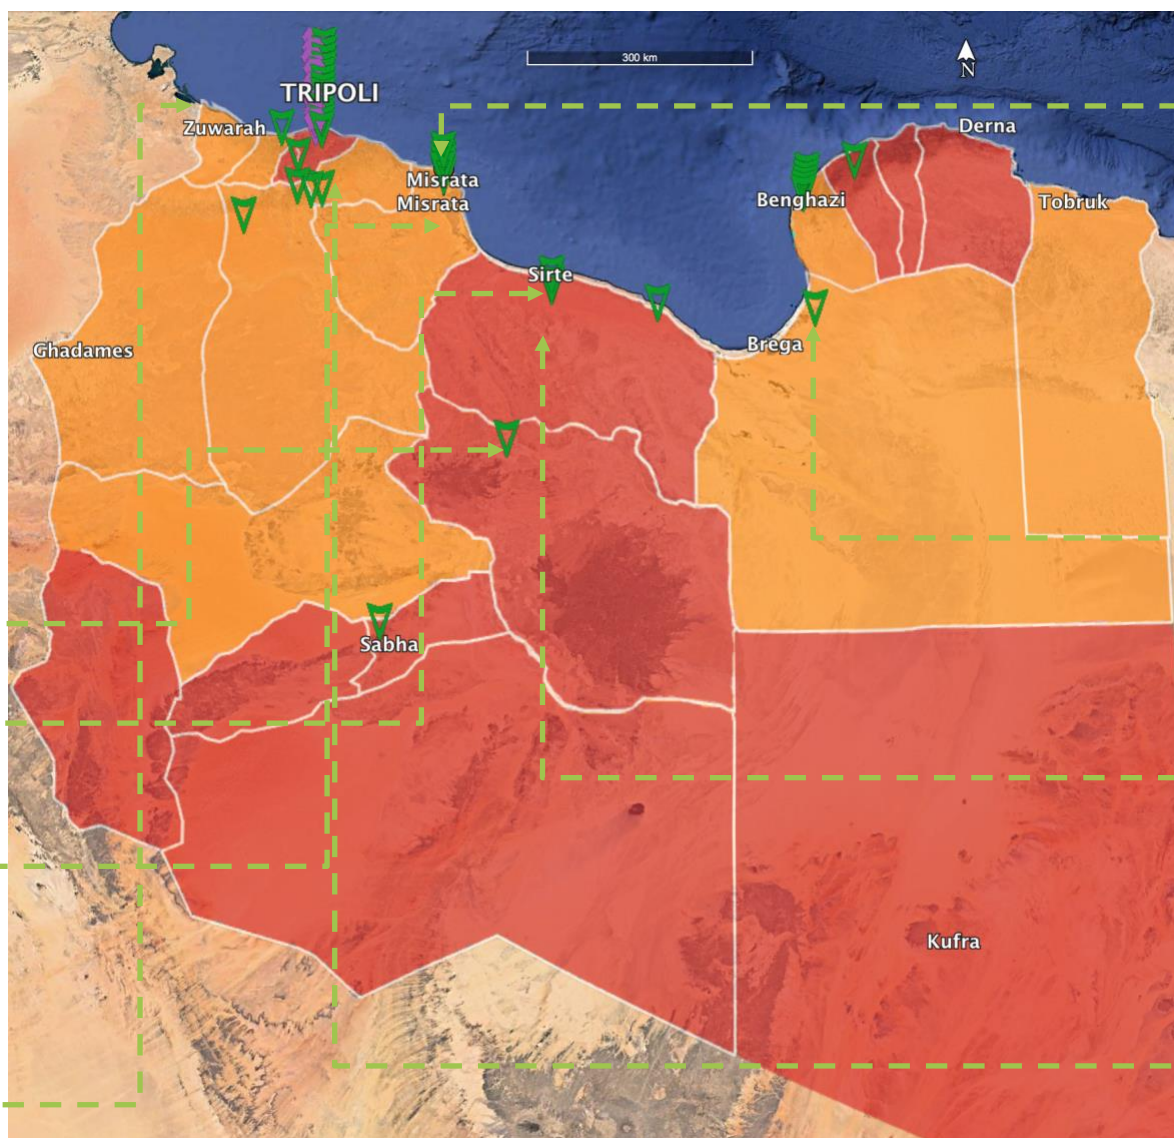 300 km
N
TRIPOLI
Zuwarah
Derna
Misrata
Misrata
Benghazi
Tobruk
Sirte
Ghadames
Brega
Sabha
Kufra